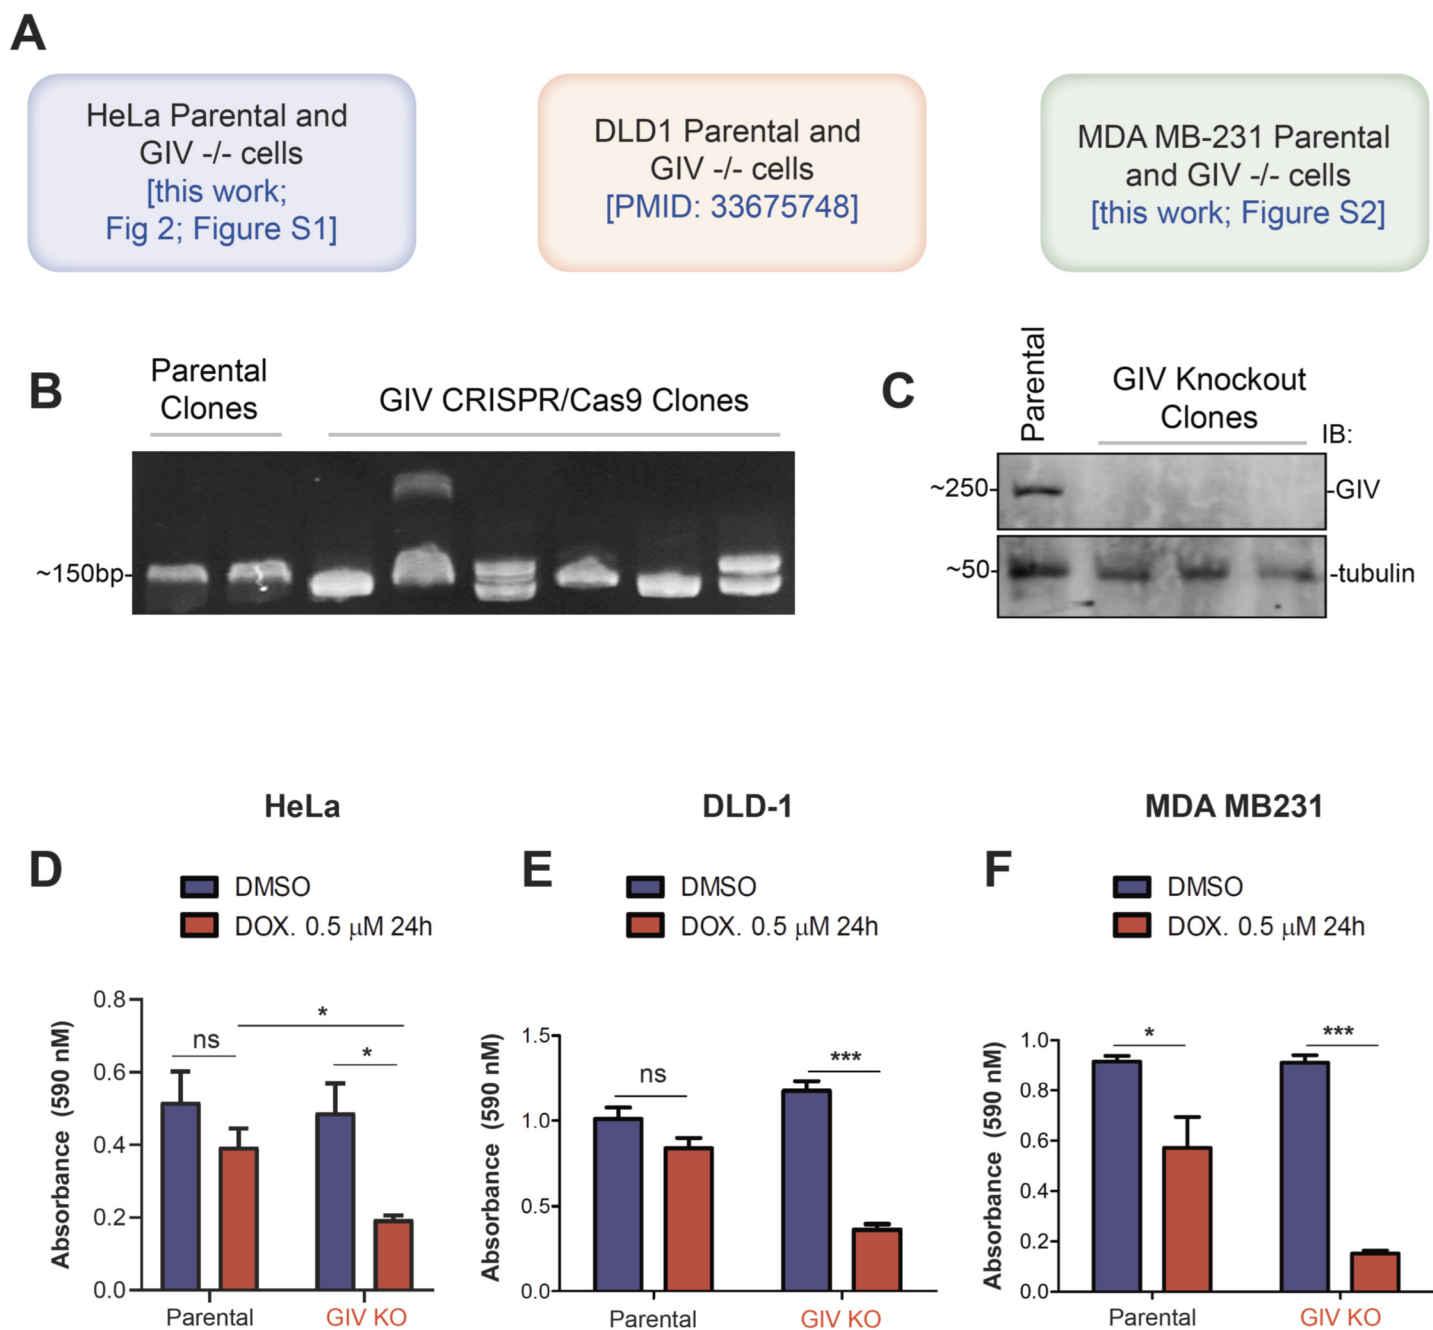 A
HeLa Parental and
GIV -/- cells
[this work;
Fig 2; Figure S1]
DLD1 Parental and
GIV -/- cells
[PMID: 33675748]
MDA MB-231 Parental
and GIV -/- cells
[this work; Figure S2]
B
Parental
Clones
GIV CRISPR/Cas9 Clones
~150bp-
C
Parental
GIV Knockout
Clones
IB:
~250-
-GIV
~50-
-tubulin
HeLa
D
DMSO
DOX. 0.5 μM 24h
Absorbance (590 nM)
0.8
0.6
0.4
0.2
0.0
ns
*
*
Parental
GIV KO
DLD-1
E
DMSO
DOX. 0.5 μM 24h
Absorbance (590 nM)
1.5
1.0
0.5
0.0
ns
***
Parental
GIV KO
MDA MB231
F
DMSO
DOX. 0.5 μM 24h
Absorbance (590 nM)
1.0
0.8
0.6
0.4
0.2
0.0
*
***
Parental
GIV KO